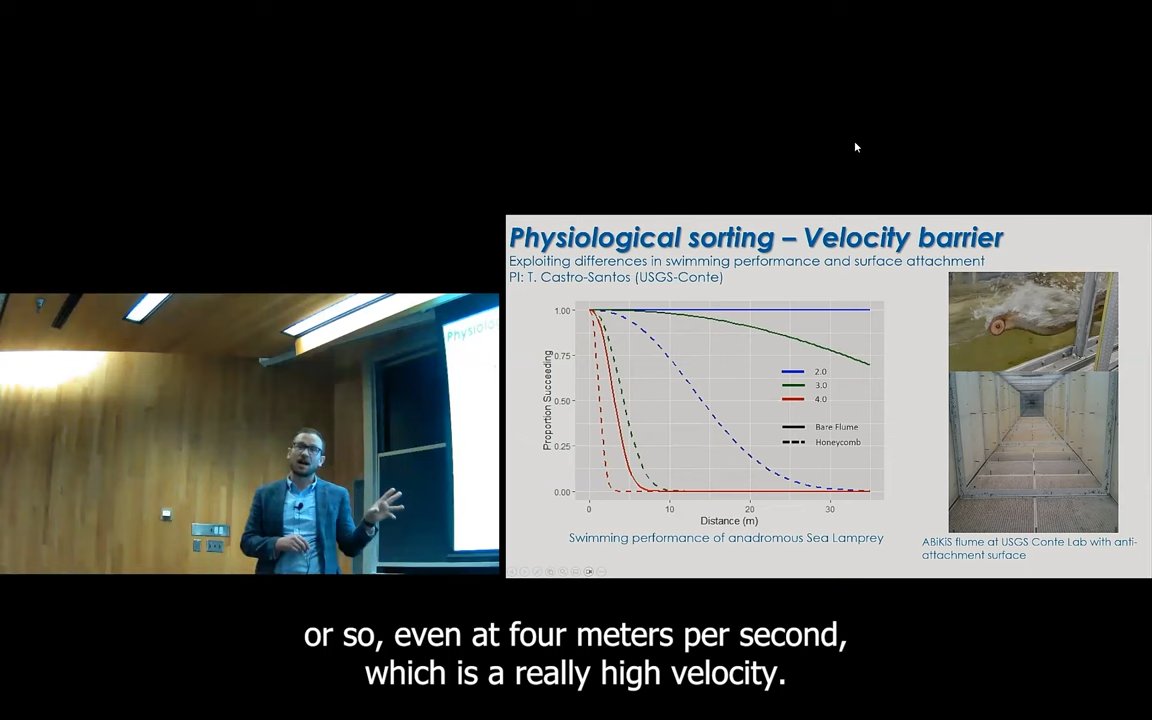 Physiological sorting – Velocity barrier
Exploiting differences in swimming performance and surface attachment
PI: T. Castro-Santos (USGS-Conte)
Physiolo
1.00
0.75
0.50
0.25
0.00
Proportion Succeeding
2.0
3.0
4.0
Bare Flume
Honeycomb
0
10
20
30
Distance (m)
Swimming performance of anadromous Sea Lamprey
ABiKiS flume at USGS Conte Lab with anti-
attachment surface
or so, even at four meters per second,
which is a really high velocity.